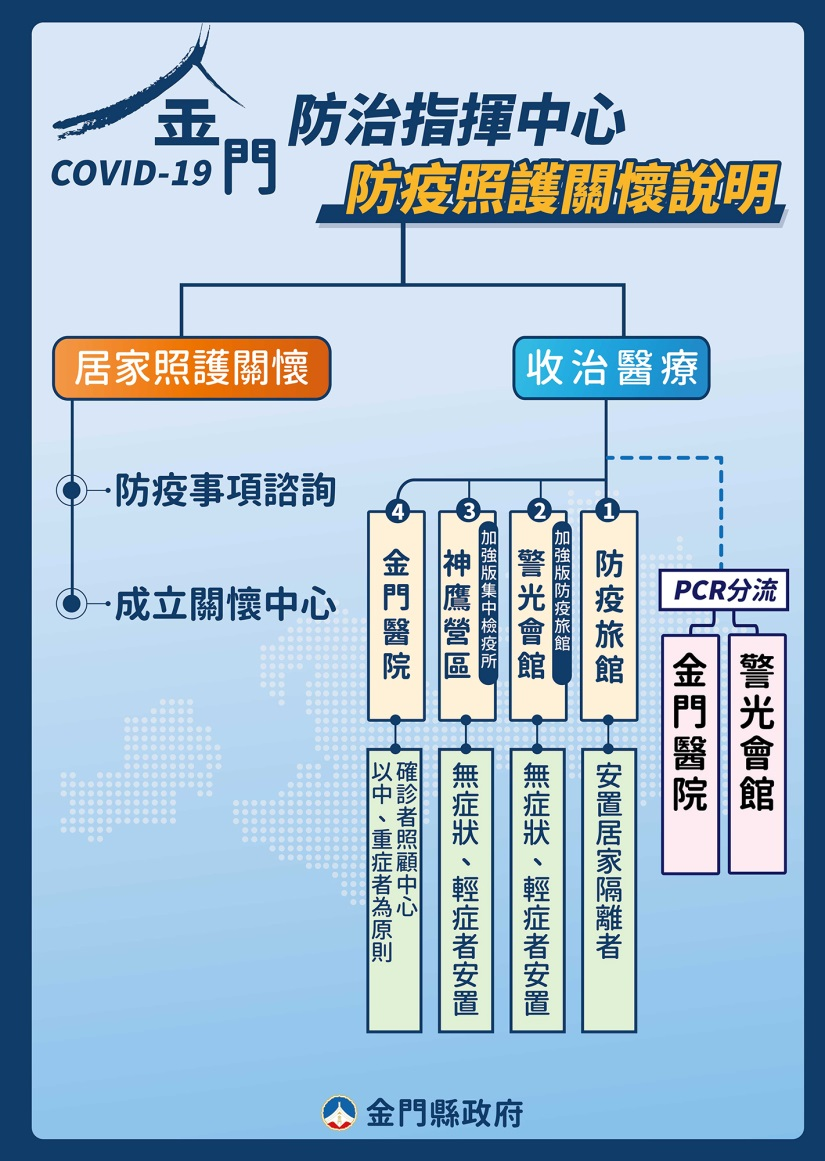 金門
COVID-19
防治指揮中心
防疫照護關懷說明
居家照護關懷
防疫事項諮詢
成立關懷中心
收治醫療
1
防疫旅館
安置居家隔離者
2
加強版防疫旅館
警光會館
無症狀、輕症者安置
3
加強版集中檢疫所
神鷹營區
無症狀、輕症者安置
4
金門醫院
確診者照顧中心
以中、重症者為原則
PCR分流
警光會館
金門醫院
金門縣政府